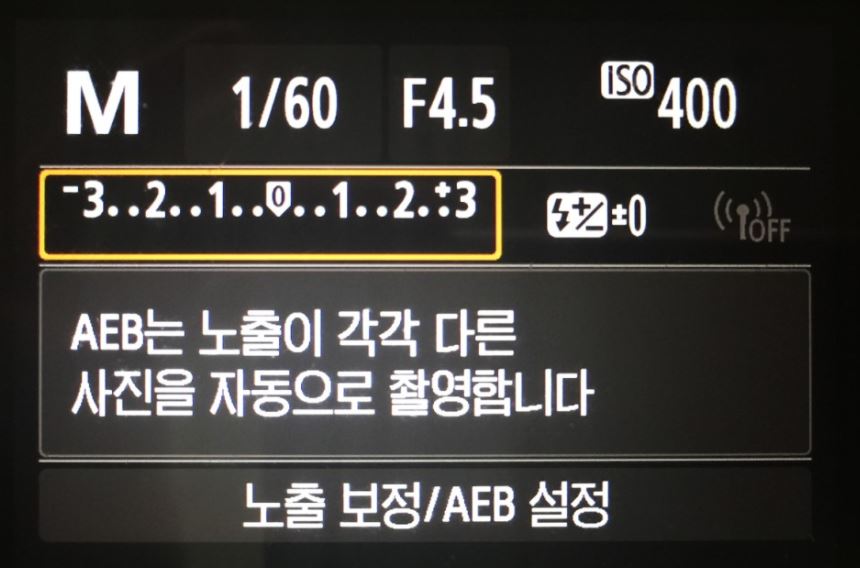 M 1/60 F4.5 ISO 400
-3..2..1..0..1..2.+3 ±0 OFF
AEB는 노출이 각각 다른
사진을 자동으로 촬영합니다
노출 보정/AEB 설정